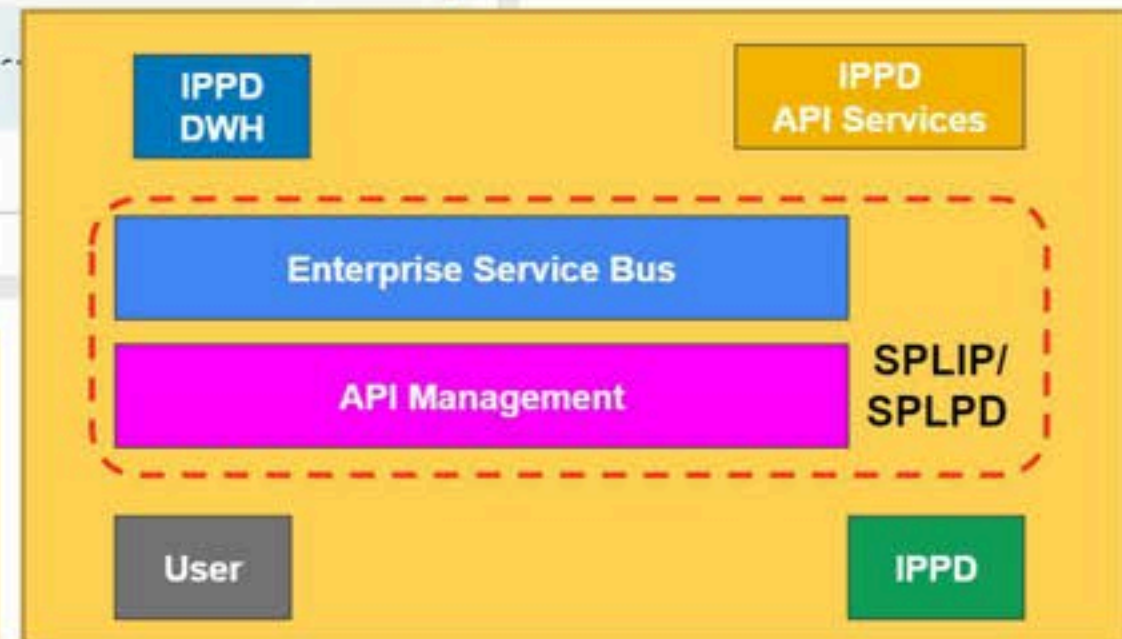 IPPD
DWH
IPPD
API Services
Enterprise Service Bus
API Management
SPLIP/
SPLPD
User
IPPD